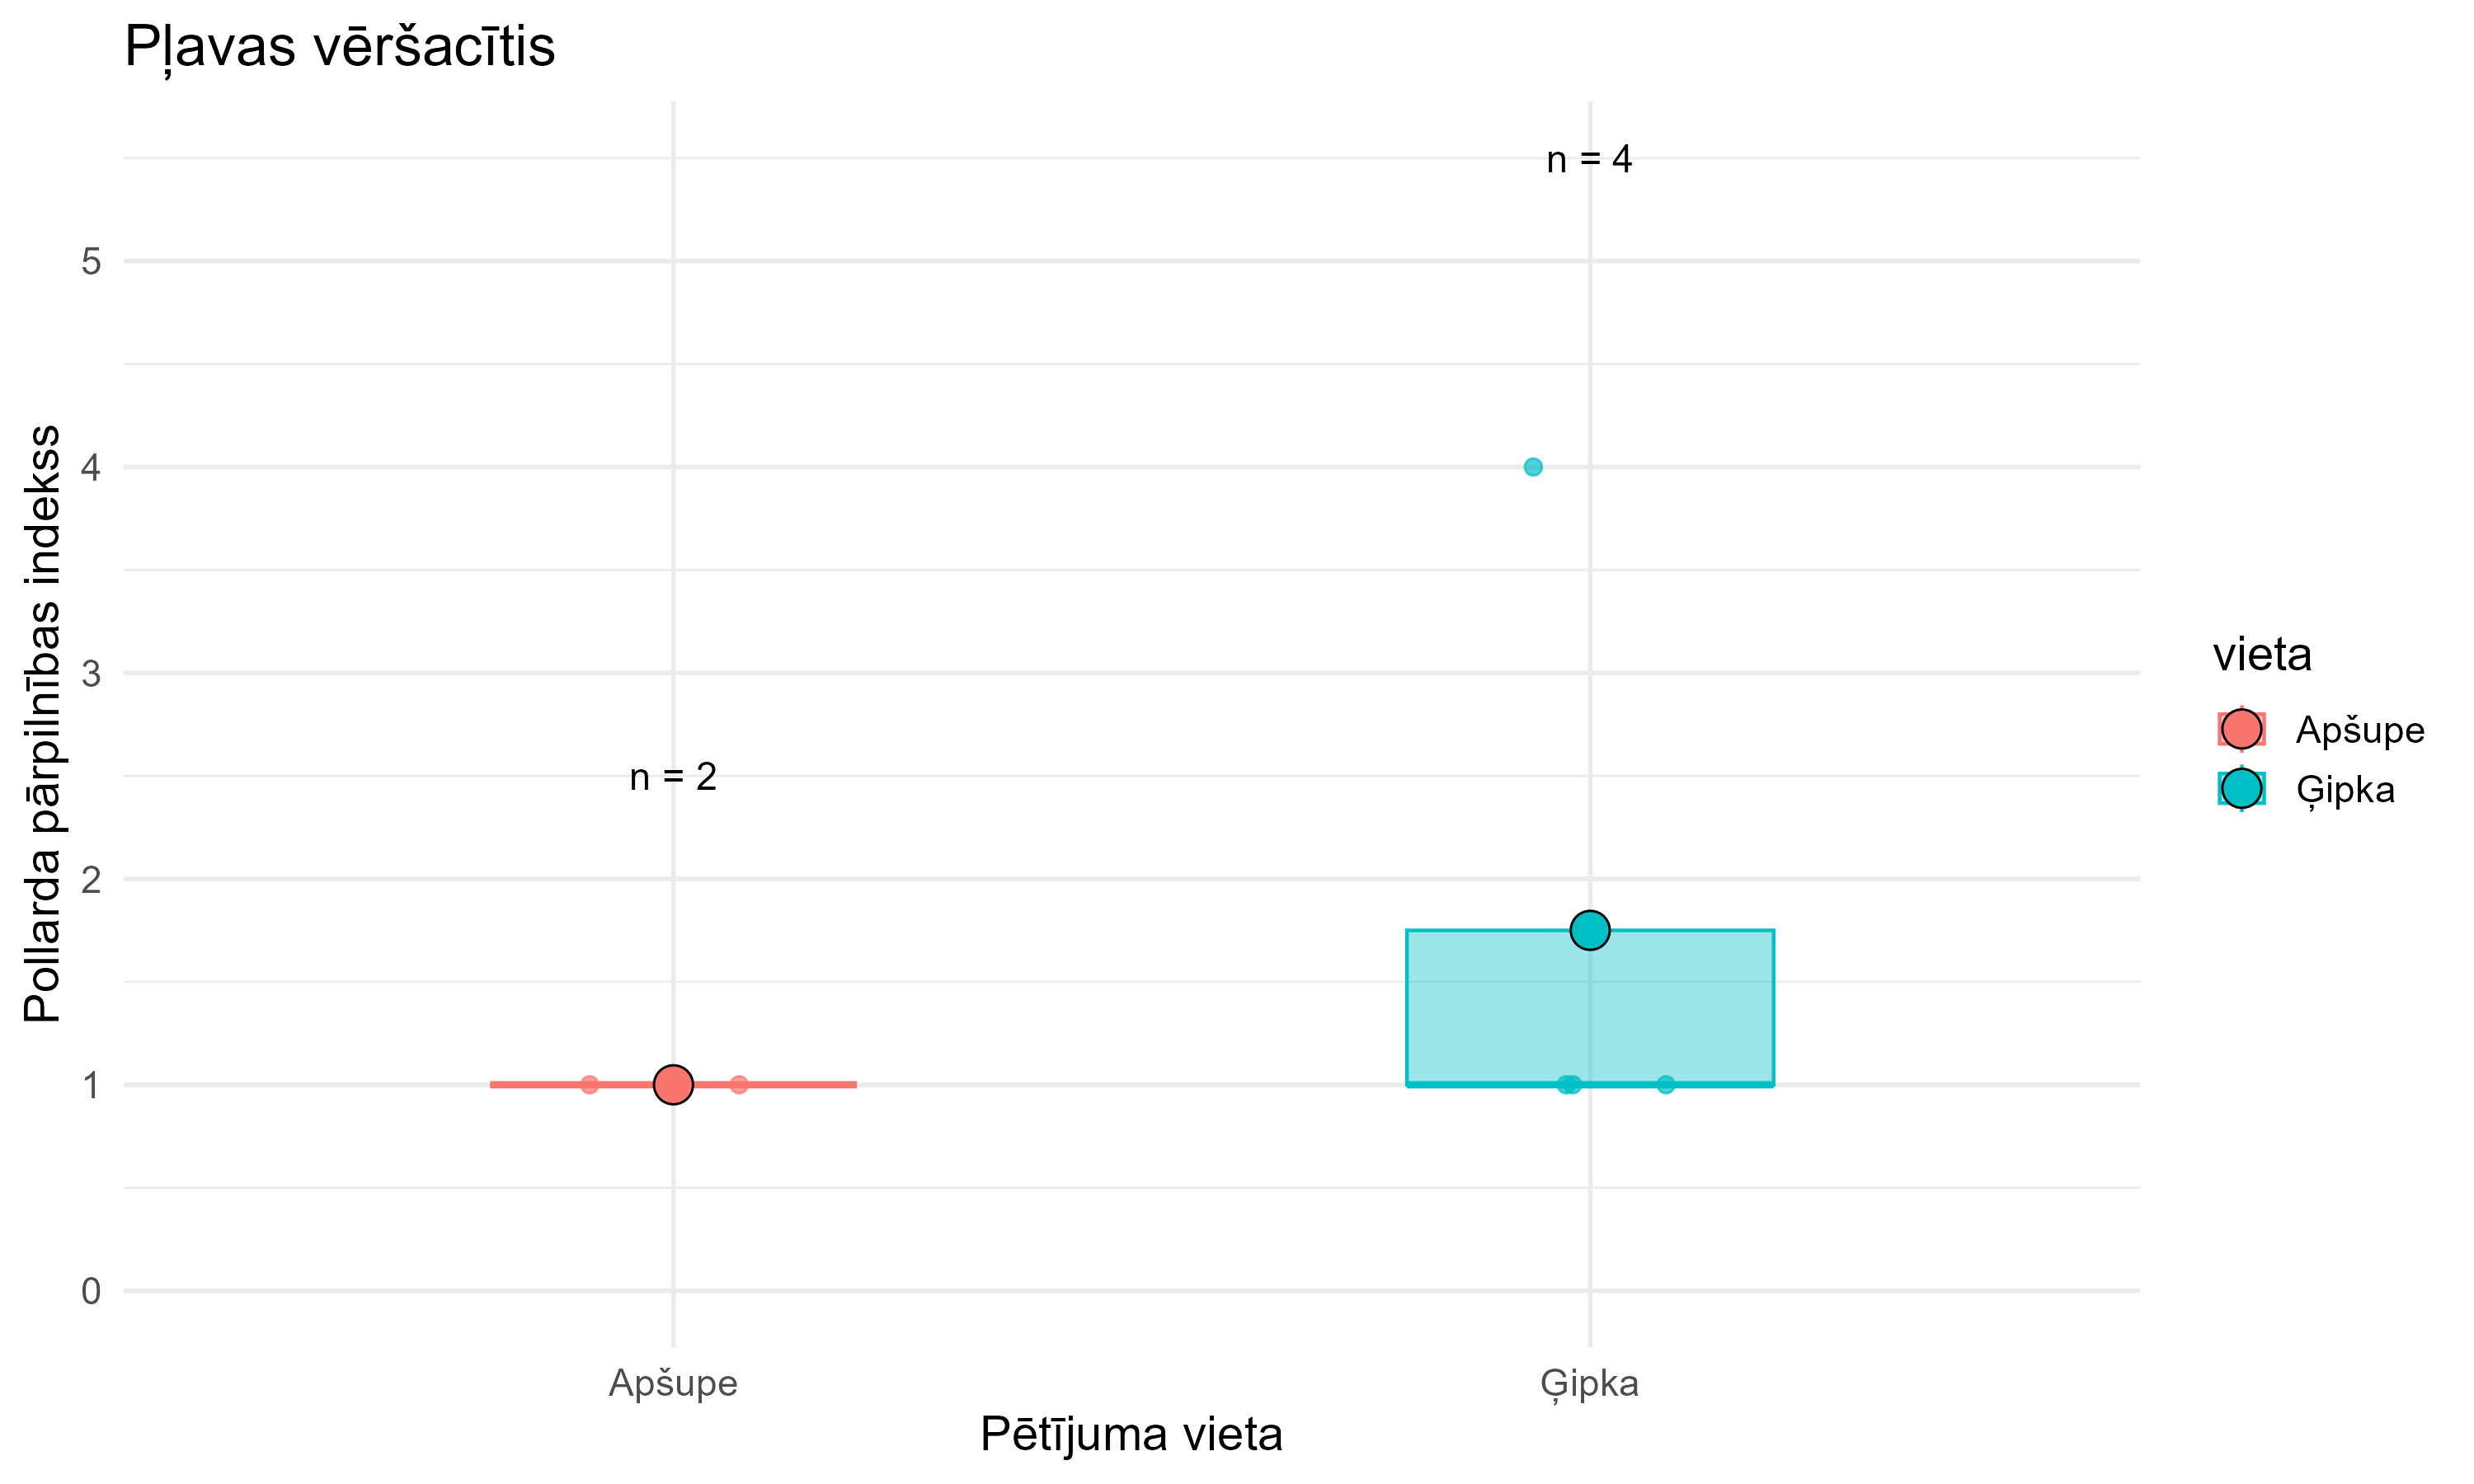 Pļavas vēršacītis
n = 4
n = 2
Pollarda pārpilnības indekss
5
4
3
2
1
0
Apšupe
Ģipka
Pētījuma vieta
vieta
Apšupe
Ģipka